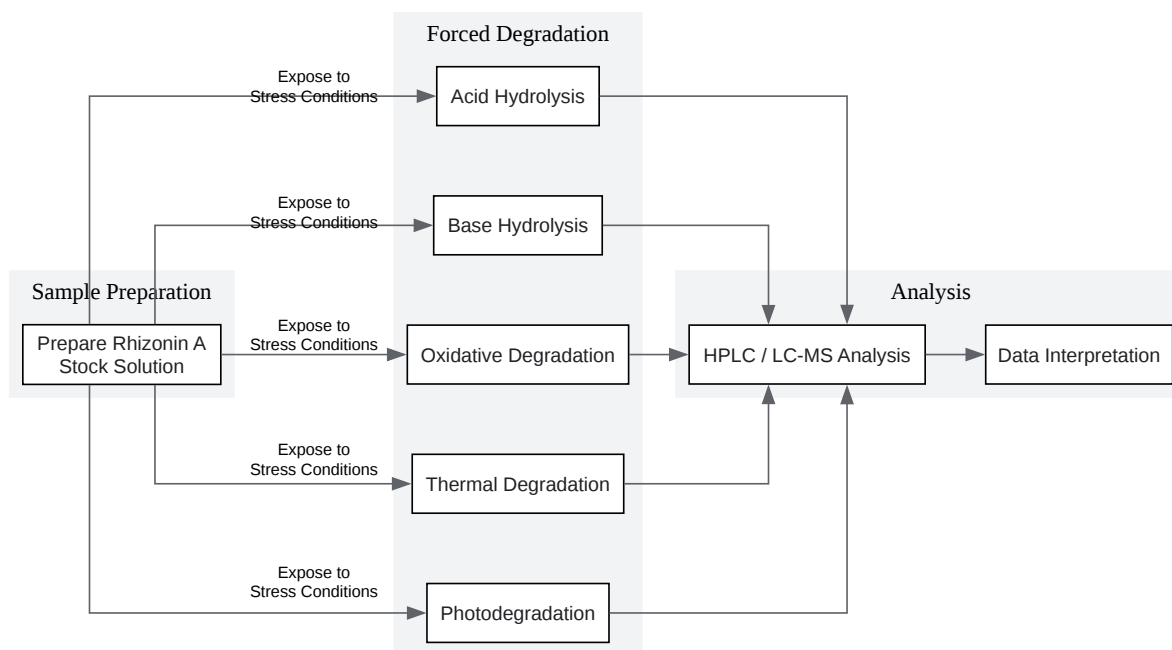 Forced Degradation
Expose to
Stress Conditions
Acid Hydrolysis
Expose to
Stress Conditions
Base Hydrolysis
Sample Preparation
Analysis
Prepare Rhizonin A
Stock Solution
Expose to
Stress Conditions
Oxidative Degradation
HPLC / LC-MS Analysis
Data Interpretation
Expose to
Stress Conditions
Thermal Degradation
Expose to
Stress Conditions
Photodegradation